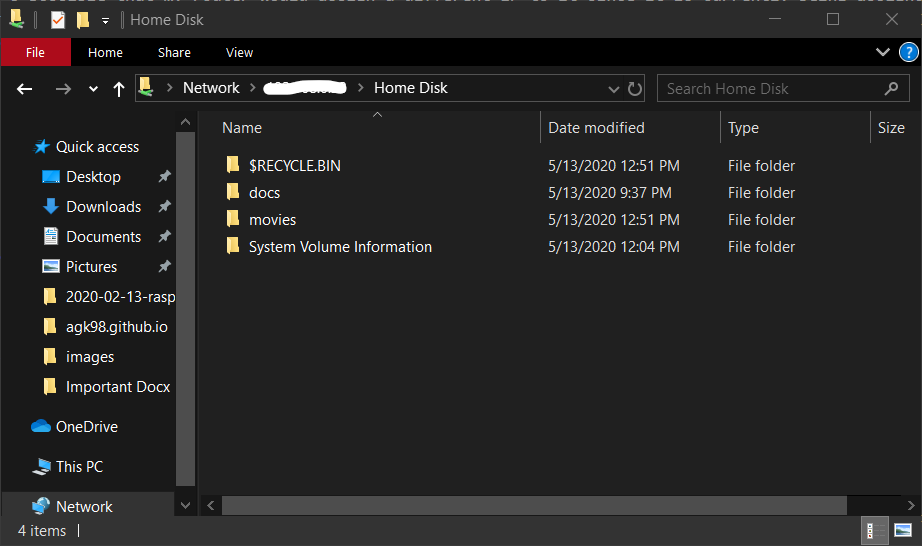 Home Disk
File Home Share View
Network Home Disk
Search Home Disk
Name Date modified Type Size
Quick access
Desktop
Downloads
Documents
Pictures
2020-02-13-rasp
agk98.github.io
images
Important Docx
OneDrive
This PC
Network
$RECYCLE.BIN 5/13/2020 12:51 PM File folder
docs 5/13/2020 9:37 PM File folder
movies 5/13/2020 12:51 PM File folder
System Volume Information 5/13/2020 12:04 PM File folder
4 items